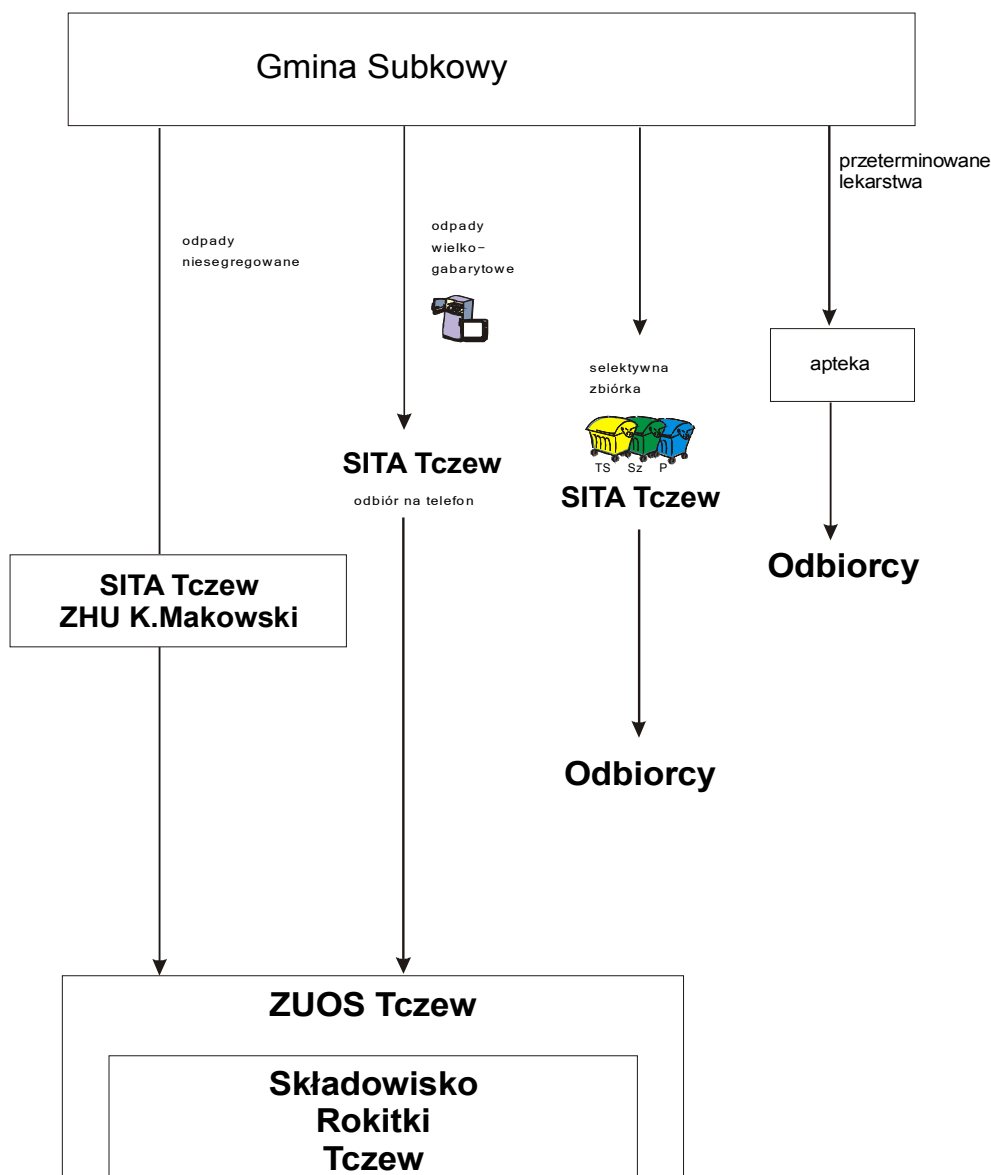 Gmina Subkowy
przeterminowane
lekarstwa
odpady
niesegregowane
odpady
wielko–
gabarytowe
selektywna
zbiórka
apteka
TS Sz P
SITA Tczew
odbiór na telefon
SITA Tczew
Odbiorcy
SITA Tczew
ZHU K.Makowski
Odbiorcy
ZUOS Tczew
Składowisko
Rokitki
Tczew